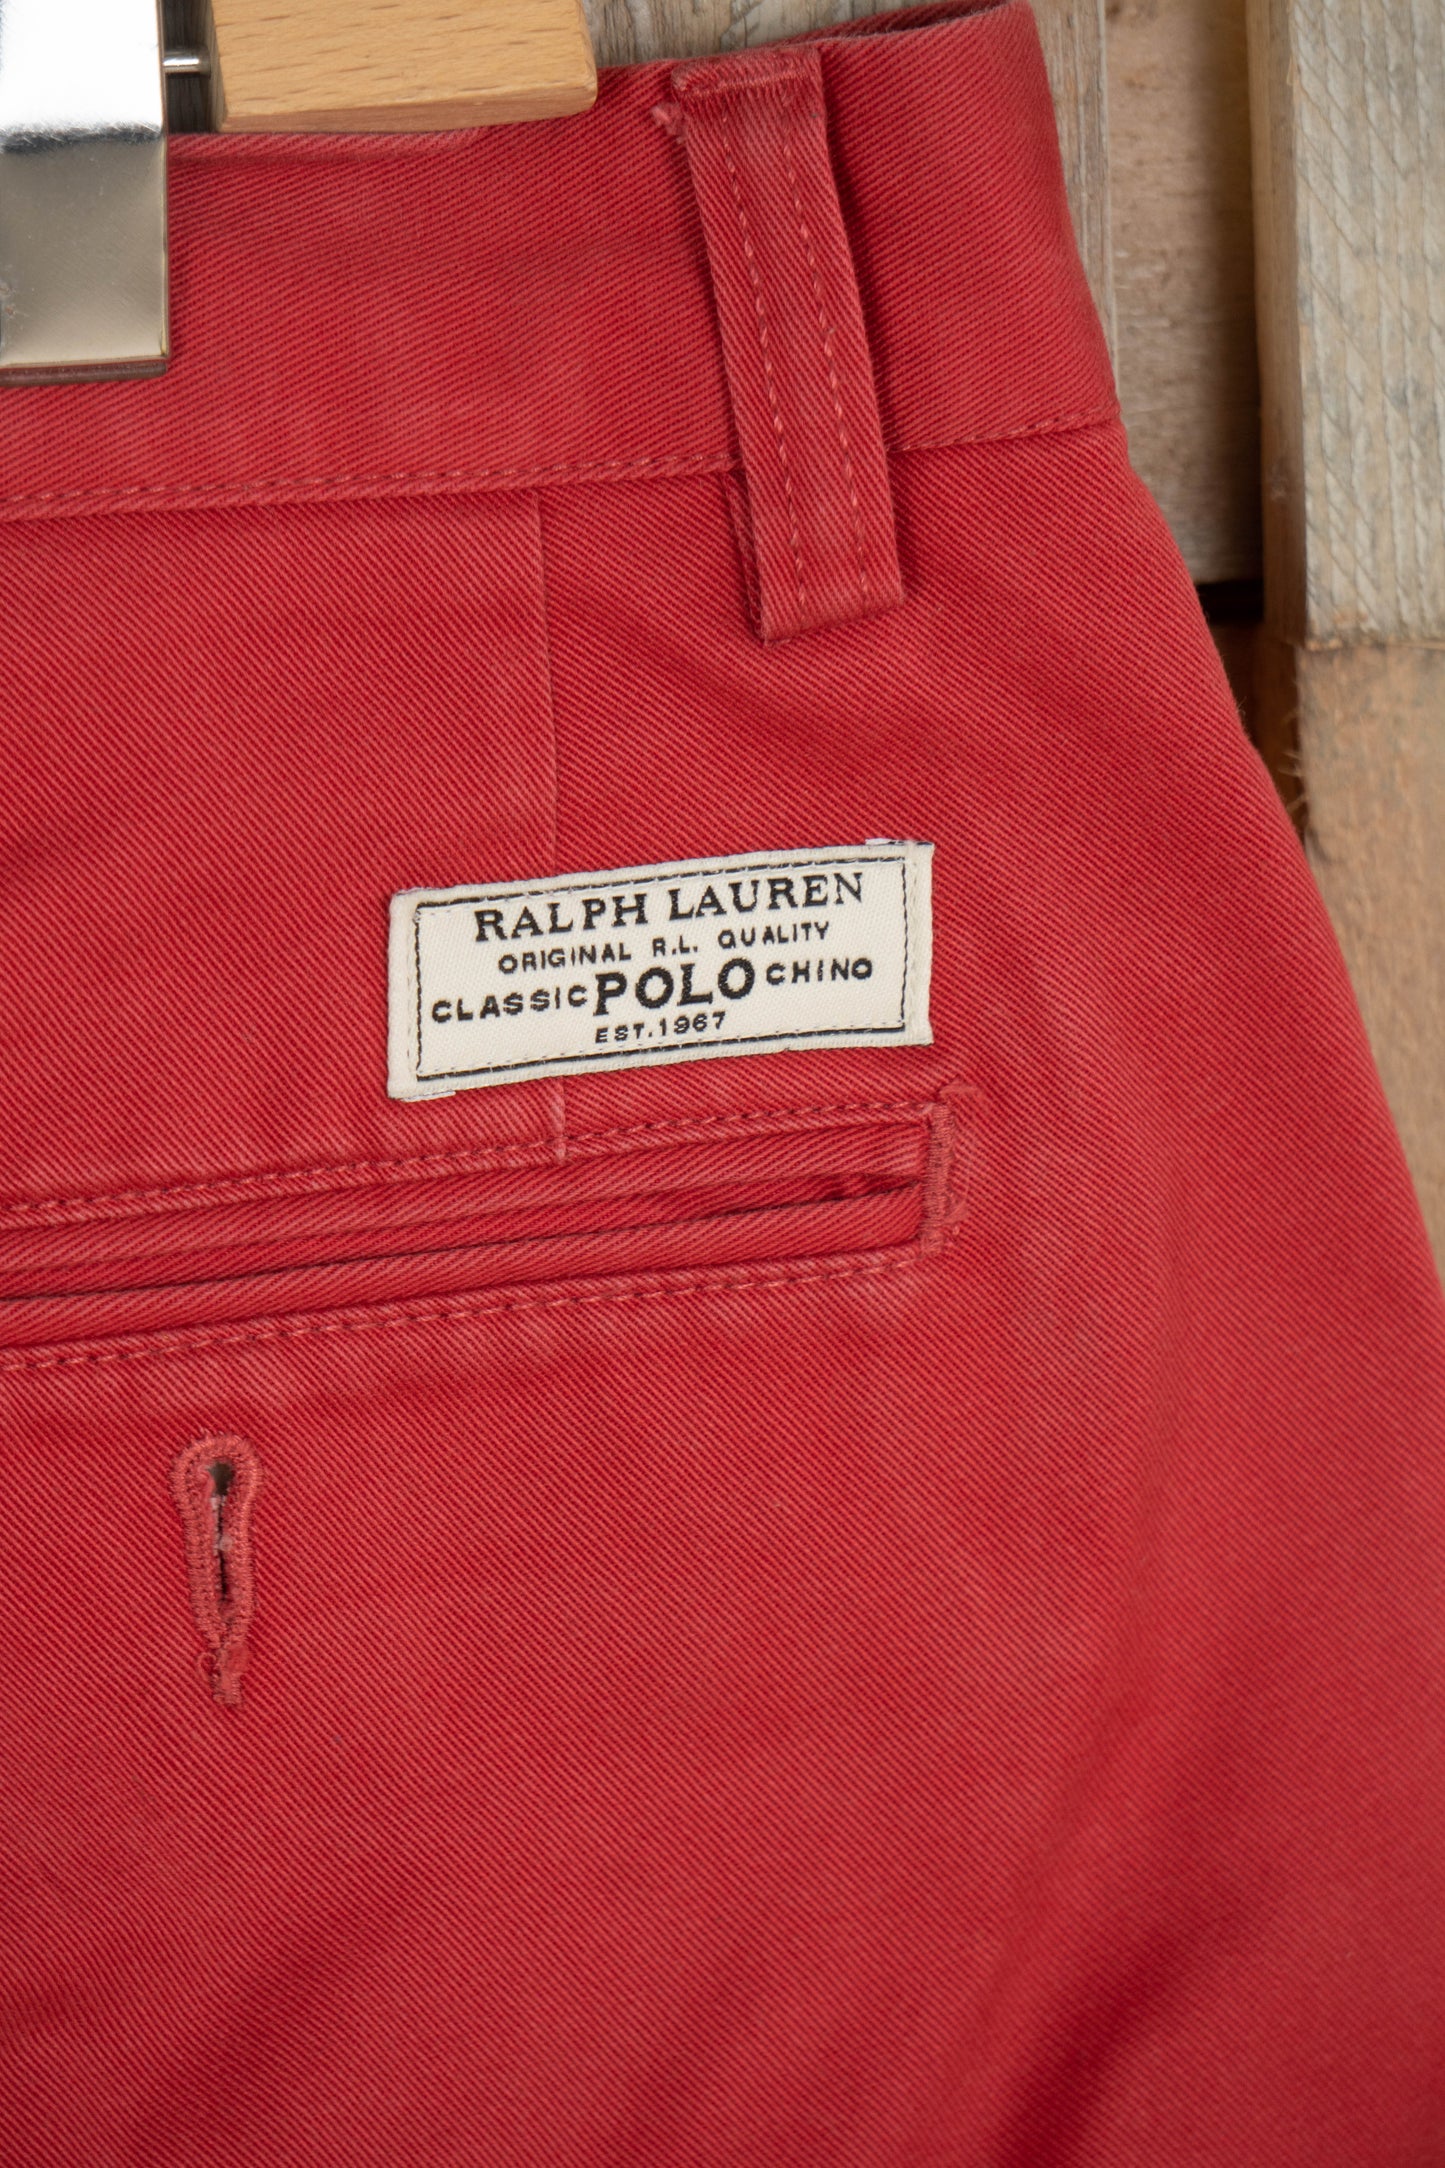 RALPH LAUREN
ORIGINAL R.L. QUALITY
CLASSIC POLO CHINO
EST. 1967